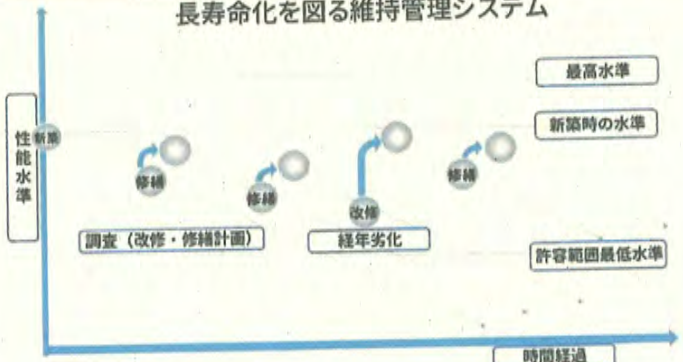 長寿命化を図る維持管理システム
最高水準
新築時の水準
性能水準
新築
修繕
修繕
改修
修繕
調査（改修・修繕計画）
経年劣化
許容範囲最低水準
時間経過